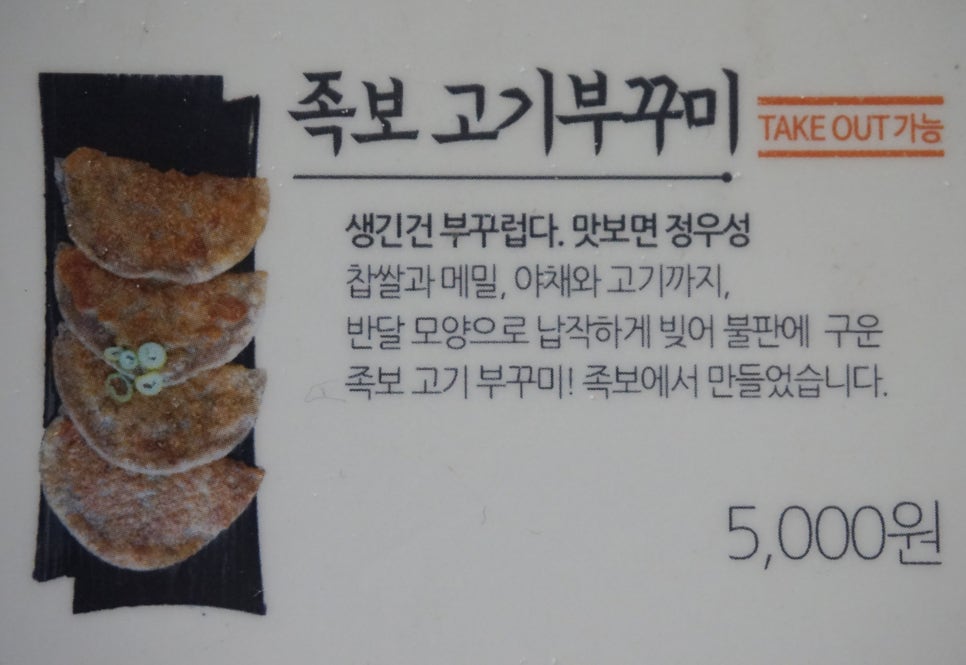 족보 고기부꾸미
TAKE OUT 가능
생긴건 부꾸럽다. 맛보면 정우성
찹쌀과 메밀, 야채와 고기까지,
반달 모양으로 납작하게 빚어 불판에 구운
족보 고기 부꾸미! 족보에서 만들었습니다.
5,000원